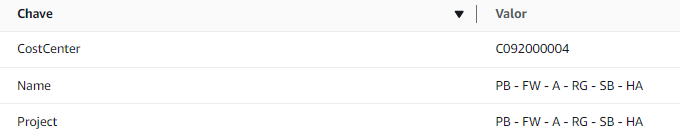 Chave Valor
CostCenter C092000004
Name PB - FW - A - RG - SB - HA
Project PB - FW - A - RG - SB - HA